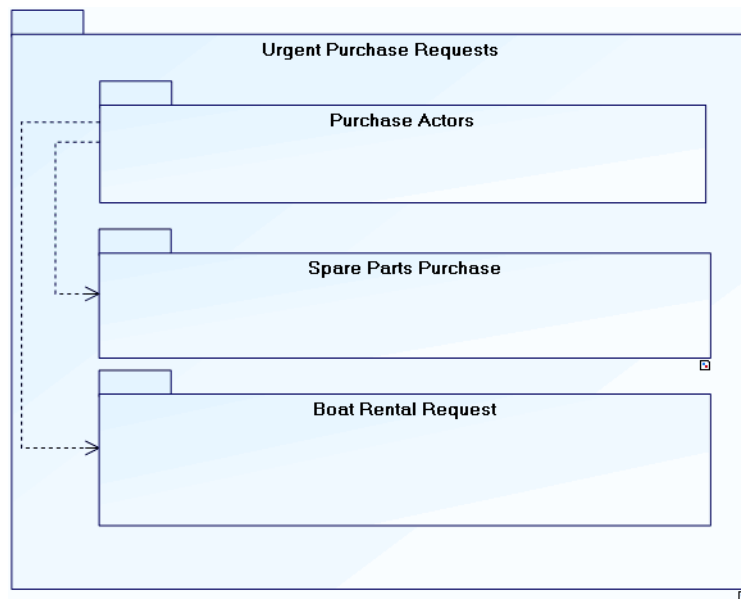 Urgent Purchase Requests
Purchase Actors
Spare Parts Purchase
Boat Rental Request